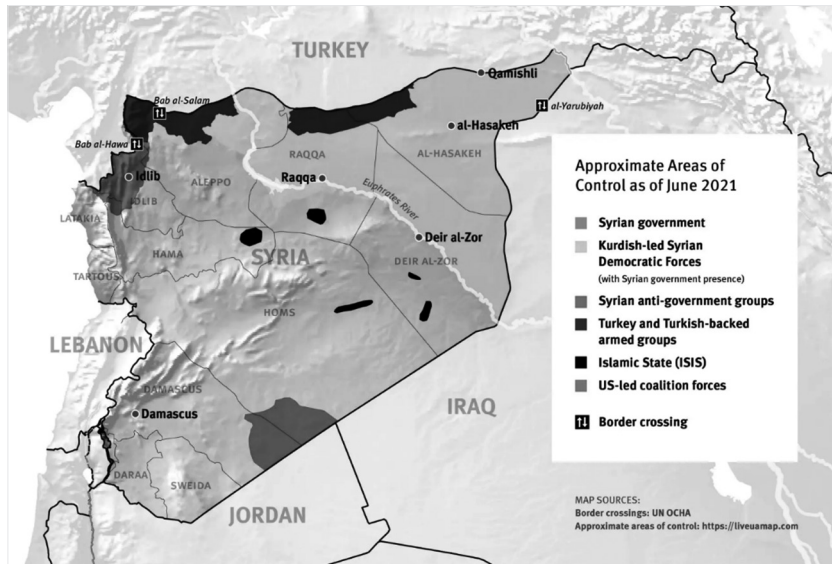 TURKEY
Qamishli
Bab al-Salam
al-Yarubiyah
al-Hasakeh
Bab al-Hawa
RAQQA
AL-HASAKEH
Idlib
ALEPPO
Raqqa
IDLIB
Euphrates River
LATAKIA
Deir al-Zor
HAMA
SYRIA
DEIR AL-ZOR
TARTOUS
HOMS
LEBANON
DAMASCUS
Damascus
IRAQ
DARAA
SWEIDA
JORDAN
Approximate Areas of
Control as of June 2021
Syrian government
Kurdish-led Syrian
Democratic Forces
(with Syrian government presence)
Syrian anti-government groups
Turkey and Turkish-backed
armed groups
Islamic State (ISIS)
US-led coalition forces
Border crossing
MAP SOURCES:
Border crossings: UN OCHA
Approximate areas of control: https://liveuamap.com